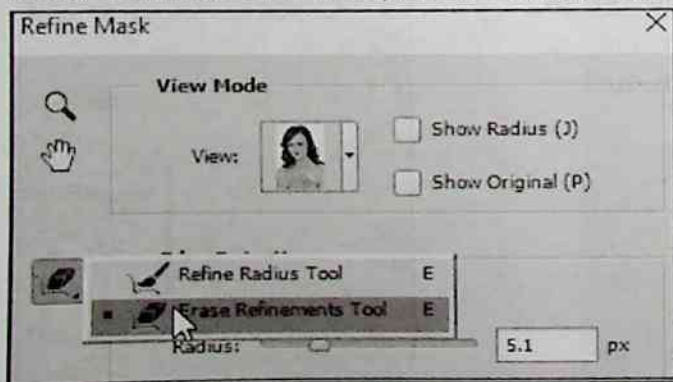 Refine Mask
View Mode
View:
Show Radius (J)
Show Original (P)
Refine Radius Tool E
Erase Refinements Tool E
Radius: 5.1 px